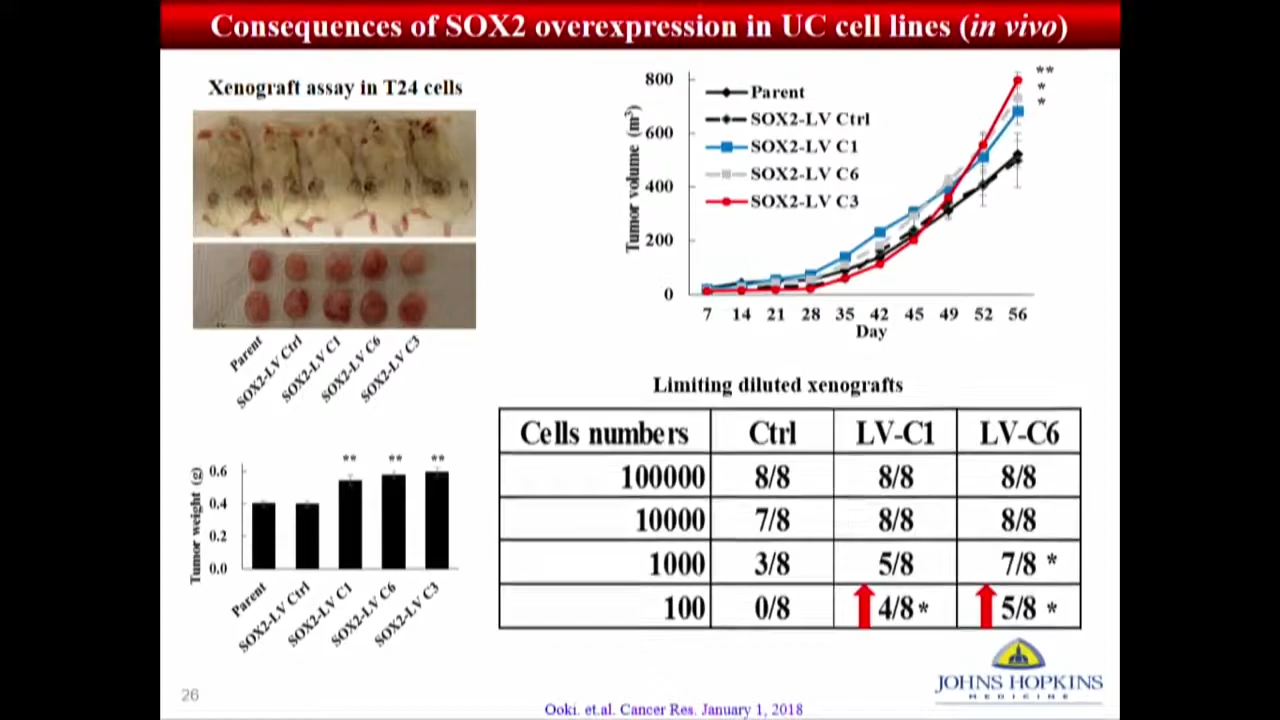 Consequences of SOX2 overexpression in UC cell lines (in vivo)
Xenograft assay in T24 cells
Parent
SOX2-LV Ctrl
SOX2-LV C1
SOX2-LV C6
SOX2-LV C3
Tumor weight (g)
0.6
0.4
0.2
0.0
** ** **
Parent
SOX2-LV Ctrl
SOX2-LV C1
SOX2-LV C6
SOX2-LV C3
Tumor volume (m³)
800
600
400
200
0
Parent
SOX2-LV Ctrl
SOX2-LV C1
SOX2-LV C6
SOX2-LV C3
**
*
*
7 14 21 28 35 42 45 49 52 56
Day
Limiting diluted xenografts
Cells numbers Ctrl LV-C1 LV-C6
100000 8/8 8/8 8/8
10000 7/8 8/8 8/8
1000 3/8 5/8 7/8 *
100 0/8 4/8 * 5/8 *
JOHNS HOPKINS
MEDICINE
26
Ooki. et.al. Cancer Res. January 1, 2018